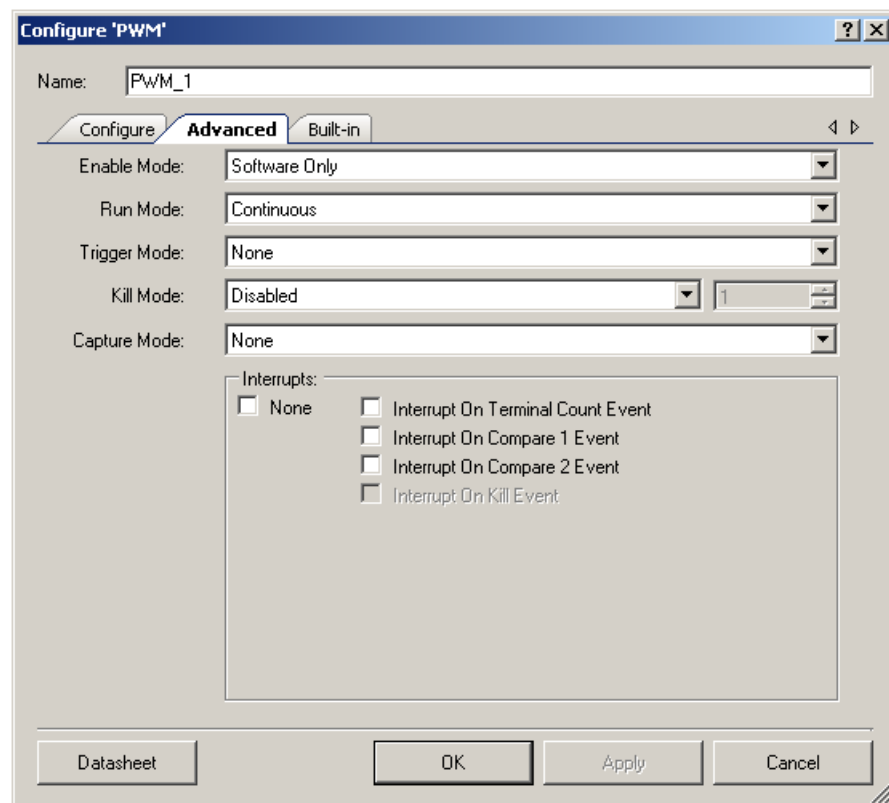 Configure 'PWM'
Name: PWM_1
Configure Advanced Built-in
Enable Mode: Software Only
Run Mode: Continuous
Trigger Mode: None
Kill Mode: Disabled 1
Capture Mode: None
Interrupts:
None Interrupt On Terminal Count Event
Interrupt On Compare 1 Event
Interrupt On Compare 2 Event
Interrupt On Kill Event
Datasheet OK Apply Cancel